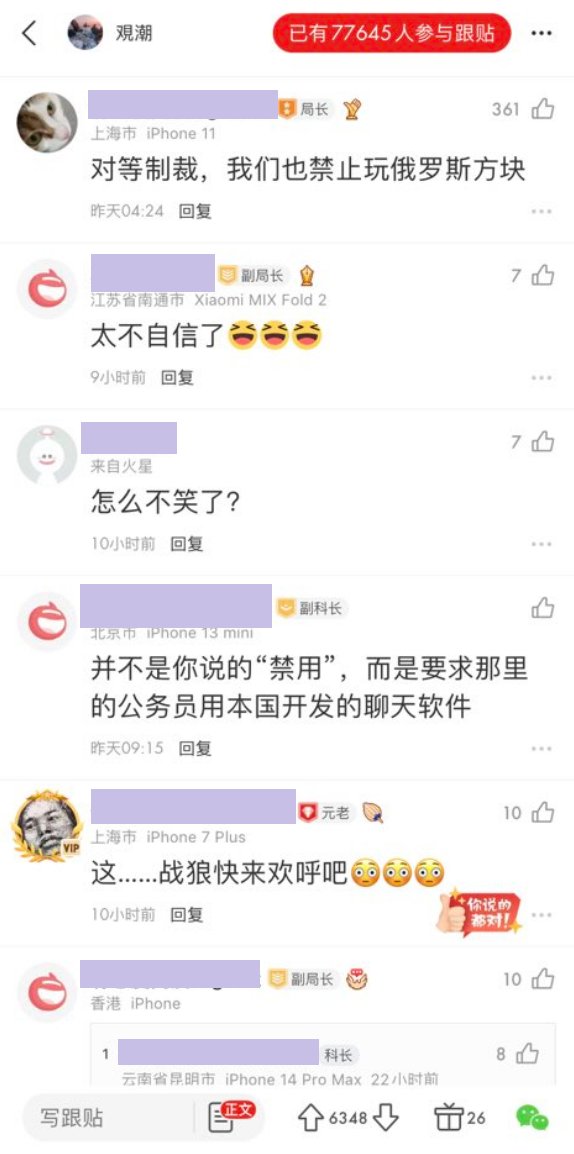 观潮
已有77645人参与跟贴
局长
361
上海市 iPhone 11
对等制裁，我们也禁止玩俄罗斯方块
昨天04:24 回复
副局长
7
江苏省南通市 Xiaomi MIX Fold 2
太不自信了😆😆😆
9小时前 回复
7
来自火星
怎么不笑了?
10小时前 回复
副科长
北京市 iPhone 13 mini
并不是你说的“禁用”，而是要求那里
的公务员用本国开发的聊天软件
昨天09:15 回复
元老
10
VIP
上海市 iPhone 7 Plus
这......战狼快来欢呼吧😳😳😳
10小时前 回复
你说的
都对!
副局长
10
香港 iPhone
1
科长
8
云南省昆明市 iPhone 14 Pro Max 22小时前
写跟贴
正文
6348
26